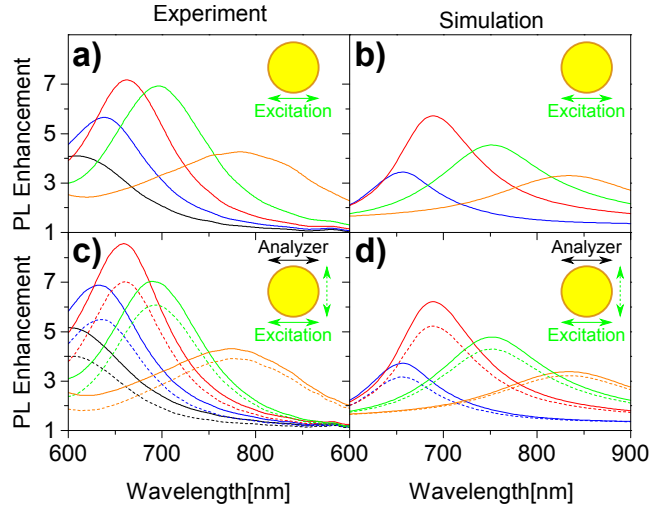 Experiment
Simulation
a)
b)
Excitation
Excitation
PL Enhancement
7
5
3
1
c)
Analyzer
d)
Analyzer
Excitation
Excitation
PL Enhancement
7
5
3
1
600
700
800
600
700
800
900
Wavelength[nm]
Wavelength[nm]